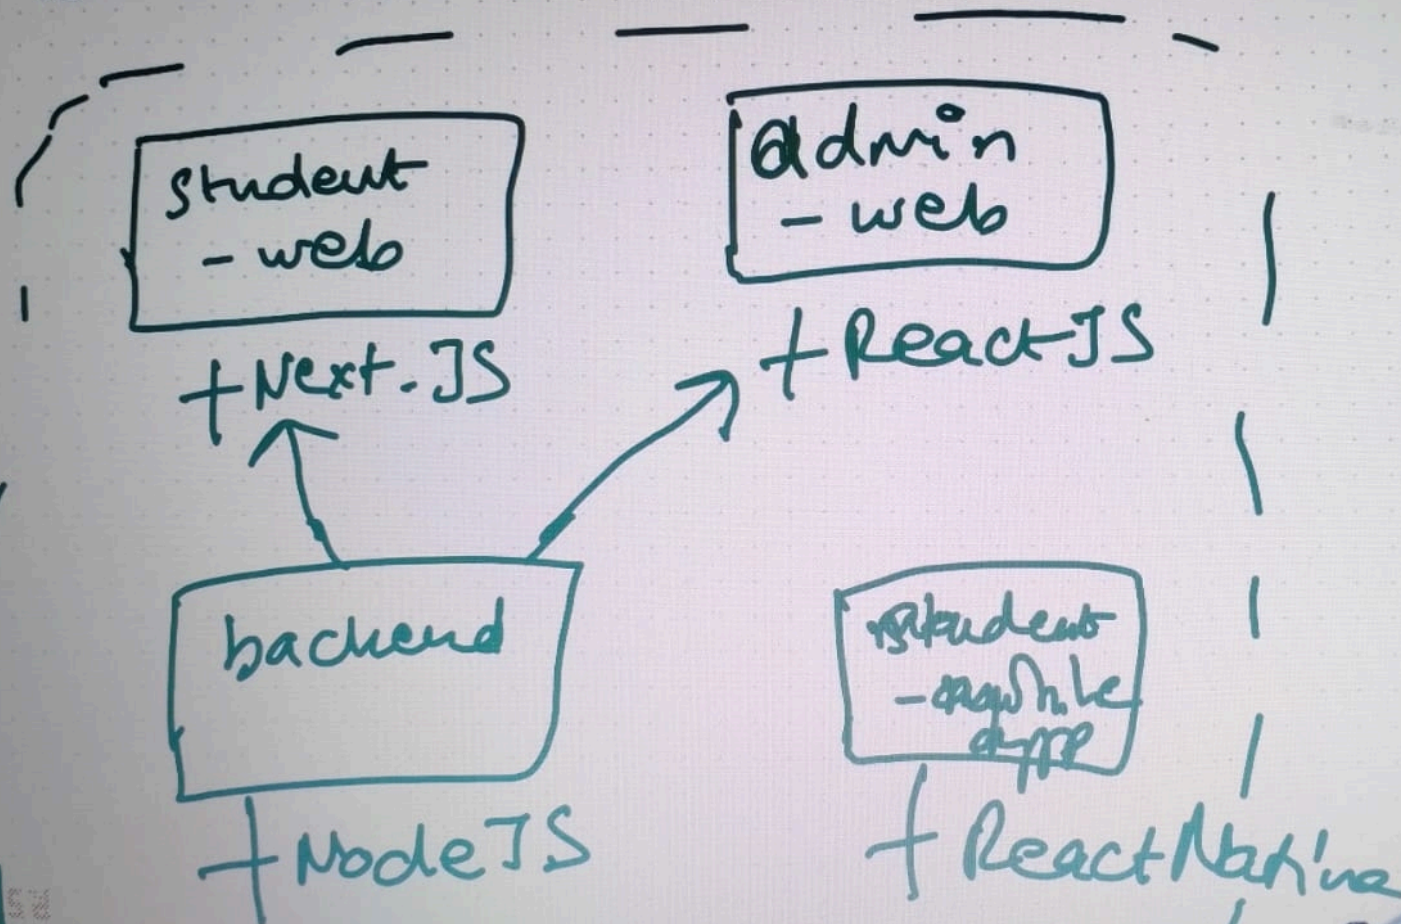 student
- web
admin
- web
+ Next.JS
+ ReactJS
backend
student
- mobile
app
+ NodeJS
+ ReactNative